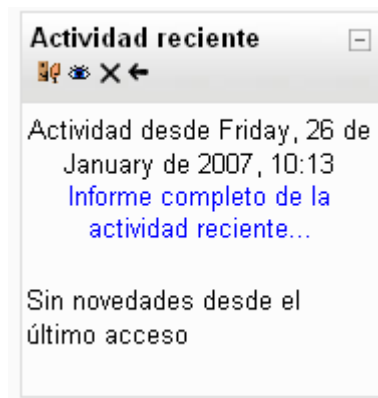 Actividad reciente
Actividad desde Friday, 26 de
January de 2007, 10:13
Informe completo de la
actividad reciente...
Sin novedades desde el
último acceso